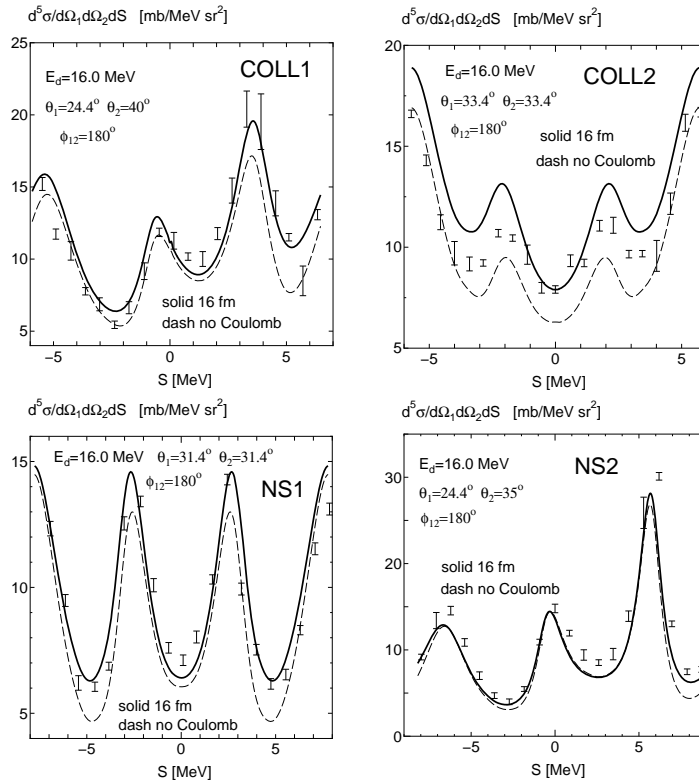 d⁵σ/dΩ₁dΩ₂dS [mb/MeV sr²]
25
20
15
10
5
E_d=16.0 MeV
COLL1
θ₁=24.4° θ₂=40°
ϕ₁₂=180°
solid 16 fm
dash no Coulomb
−5 0 5
S [MeV]
d⁵σ/dΩ₁dΩ₂dS [mb/MeV sr²]
20
15
10
5
E_d=16.0 MeV
COLL2
θ₁=33.4° θ₂=33.4°
ϕ₁₂=180°
solid 16 fm
dash no Coulomb
−5 0 5
S [MeV]
d⁵σ/dΩ₁dΩ₂dS [mb/MeV sr²]
15
10
5
E_d=16.0 MeV θ₁=31.4° θ₂=31.4°
ϕ₁₂=180°
NS1
solid 16 fm
dash no Coulomb
−5 0 5
S [MeV]
d⁵σ/dΩ₁dΩ₂dS [mb/MeV sr²]
30
20
10
0
E_d=16.0 MeV
NS2
θ₁=24.4° θ₂=35°
ϕ₁₂=180°
solid 16 fm
dash no Coulomb
−5 0 5
S [MeV]